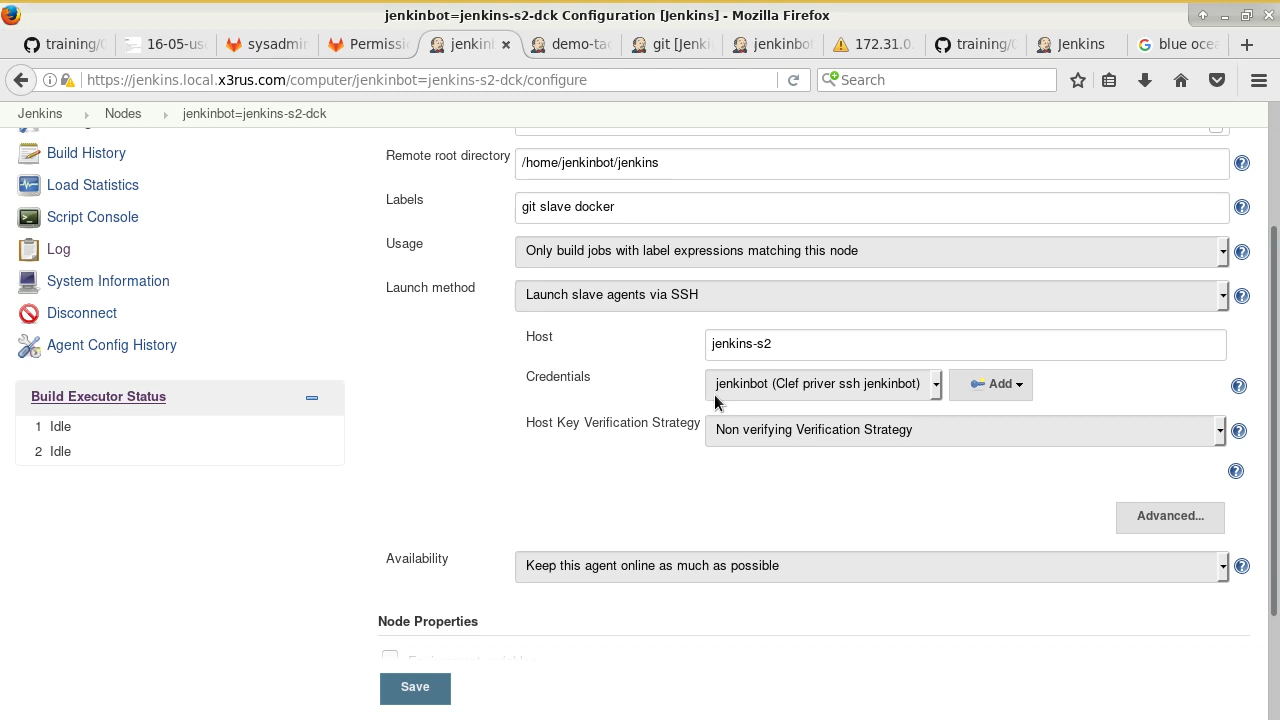 jenkinbot=jenkins-s2-dck Configuration [Jenkins] - Mozilla Firefox
training/ 16-05-us sysadmi Permis jenkin demo-ta git [Jenki jenkinbot 172.31.0. training/ Jenkins blue ocea
https://jenkins.local.x3rus.com/computer/jenkinbot=jenkins-s2-dck/configure Search
Jenkins Nodes jenkinbot=jenkins-s2-dck
Build History
Load Statistics
Script Console
Log
System Information
Disconnect
Agent Config History
Build Executor Status
1 Idle
2 Idle
Remote root directory /home/jenkinbot/jenkins
Labels git slave docker
Usage Only build jobs with label expressions matching this node
Launch method Launch slave agents via SSH
Host jenkins-s2
Credentials jenkinbot (Clef priver ssh jenkinbot) Add
Host Key Verification Strategy Non verifying Verification Strategy
Advanced...
Availability Keep this agent online as much as possible
Node Properties
Save